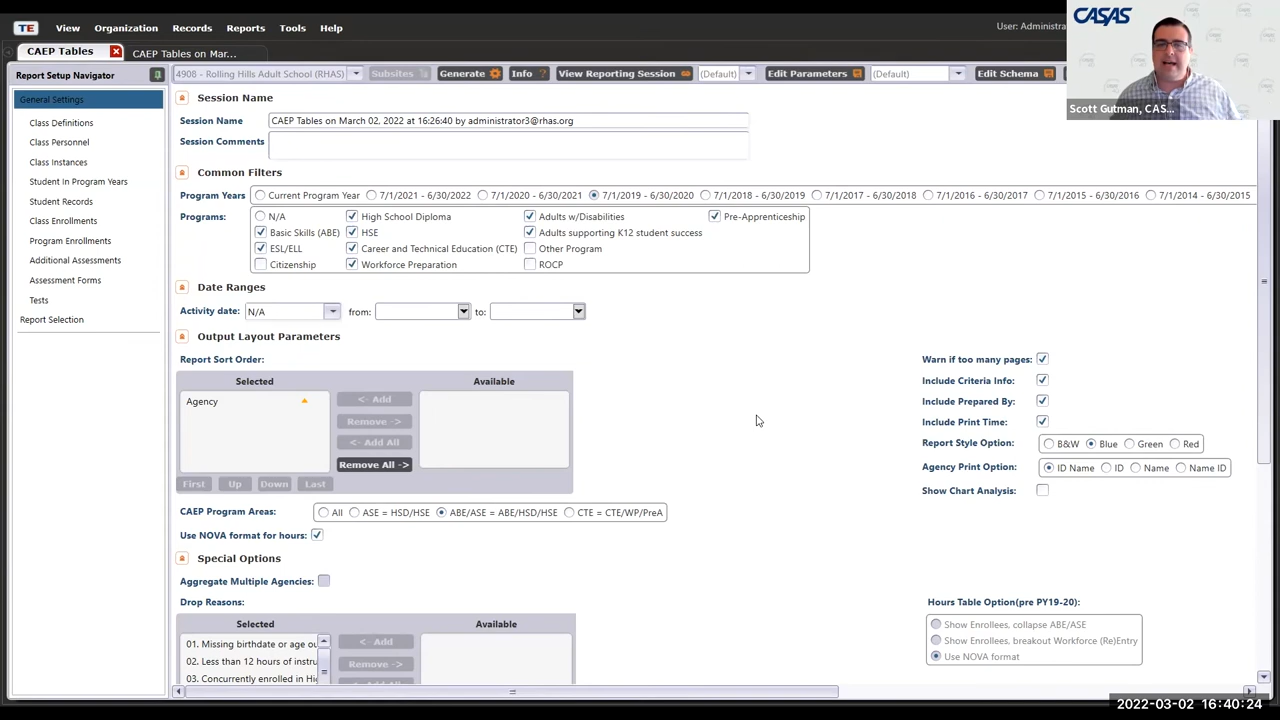 TE View Organization Records Reports Tools Help User: Administra
CASAS
CAEP Tables CAEP Tables on Mar...
Report Setup Navigator
4908 - Rolling Hills Adult School (RHAS) Subsites Generate Info View Reporting Session (Default) Edit Parameters (Default) Edit Schema
Scott Gutman, CAS...
General Settings
Class Definitions
Class Personnel
Class Instances
Student In Program Years
Student Records
Class Enrollments
Program Enrollments
Additional Assessments
Assessment Forms
Tests
Report Selection
Session Name
Session Name CAEP Tables on March 02, 2022 at 16:26:40 by administrator3@rhas.org
Session Comments
Common Filters
Program Years Current Program Year 7/1/2021 - 6/30/2022 7/1/2020 - 6/30/2021 7/1/2019 - 6/30/2020 7/1/2018 - 6/30/2019 7/1/2017 - 6/30/2018 7/1/2016 - 6/30/2017 7/1/2015 - 6/30/2016 7/1/2014 - 6/30/2015
Programs: N/A High School Diploma Adults w/Disabilities Pre-Apprenticeship
Basic Skills (ABE) HSE Adults supporting K12 student success
ESL/ELL Career and Technical Education (CTE) Other Program
Citizenship Workforce Preparation ROCP
Date Ranges
Activity date: N/A from: to:
Output Layout Parameters
Report Sort Order:
Selected Available
Agency
<- Add
Remove ->
<- Add All
Remove All ->
First Up Down Last
Warn if too many pages:
Include Criteria Info:
Include Prepared By:
Include Print Time:
Report Style Option: B&W Blue Green Red
Agency Print Option: ID Name ID Name Name ID
Show Chart Analysis:
CAEP Program Areas: All ASE = HSD/HSE ABE/ASE = ABE/HSD/HSE CTE = CTE/WP/PreA
Use NOVA format for hours:
Special Options
Aggregate Multiple Agencies:
Drop Reasons:
Selected Available
01. Missing birthdate or age ou
02. Less than 12 hours of instru
03. Concurrently enrolled in Hig
<- Add
Remove ->
Hours Table Option(pre PY19-20):
Show Enrollees, collapse ABE/ASE
Show Enrollees, breakout Workforce (Re)Entry
Use NOVA format
2022-03-02 16:40:24